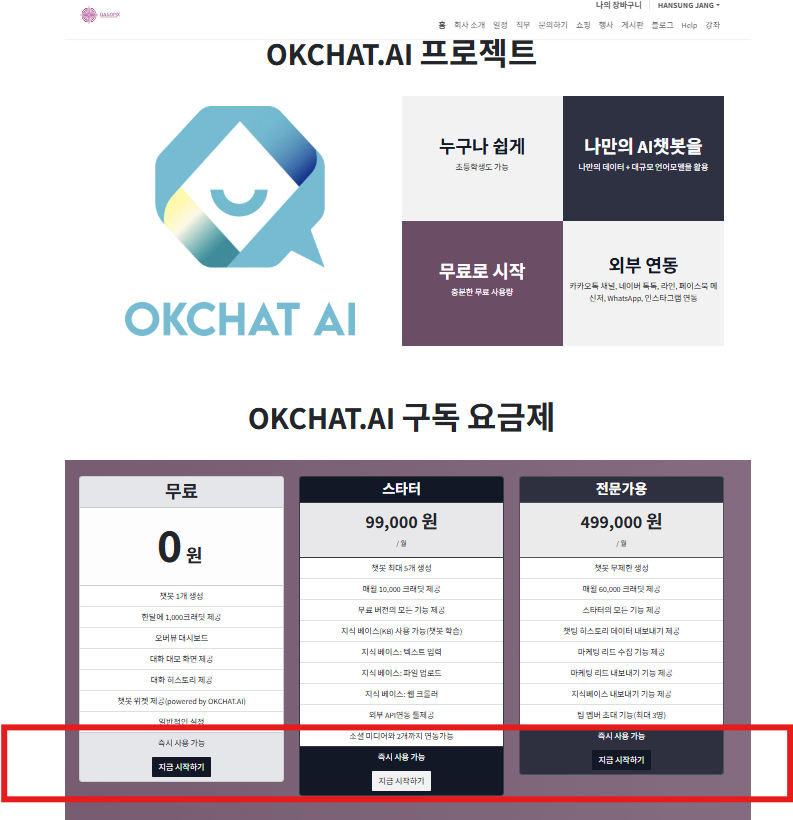 나의 장바구니
HANSUNG JANG
홈 회사 소개 일정 직무 문의하기 쇼핑 행사 게시판 블로그 Help 강좌
OKCHAT.AI 프로젝트
OKCHAT AI
누구나 쉽게
초등학생도 가능
나만의 AI챗봇을
나만의 데이터 + 대규모 언어모델을 활용
무료로 시작
충분한 무료 사용량
외부 연동
카카오톡 채널, 네이버 톡톡, 라인, 페이스북 메
신저, WhatsApp, 인스타그램 연동
OKCHAT.AI 구독 요금제
무료
0 원
챗봇 1개 생성
한달에 1,000크래딧 제공
오버뷰 대시보드
대화 대모 화면 제공
대화 히스토리 제공
챗봇 위젯 제공(powered by OKCHAT.AI)
일반적인 설정
즉시 사용 가능
지금 시작하기
스타터
99,000 원
/ 월
챗봇 최대 5개 생성
매월 10,000 크래딧 제공
무료 버전의 모든 기능 제공
지식 베이스(KB) 사용 가능(챗봇 학습)
지식 베이스: 텍스트 입력
지식 베이스: 파일 업로드
지식 베이스: 웹 크롤러
외부 API연동 툴제공
소셜 미디어와 2개까지 연동가능
즉시 사용 가능
지금 시작하기
전문가용
499,000 원
/ 월
챗봇 무제한 생성
매월 60,000 크래딧 제공
스타터의 모든 기능 제공
챗팅 히스토리 데이터 내보내기 제공
마케팅 리드 수집 기능 제공
마케팅 리드 내보내기 기능 제공
지식베이스 내보내기 기능 제공
팀 멤버 초대 기능(최대 3명)
즉시 사용 가능
지금 시작하기